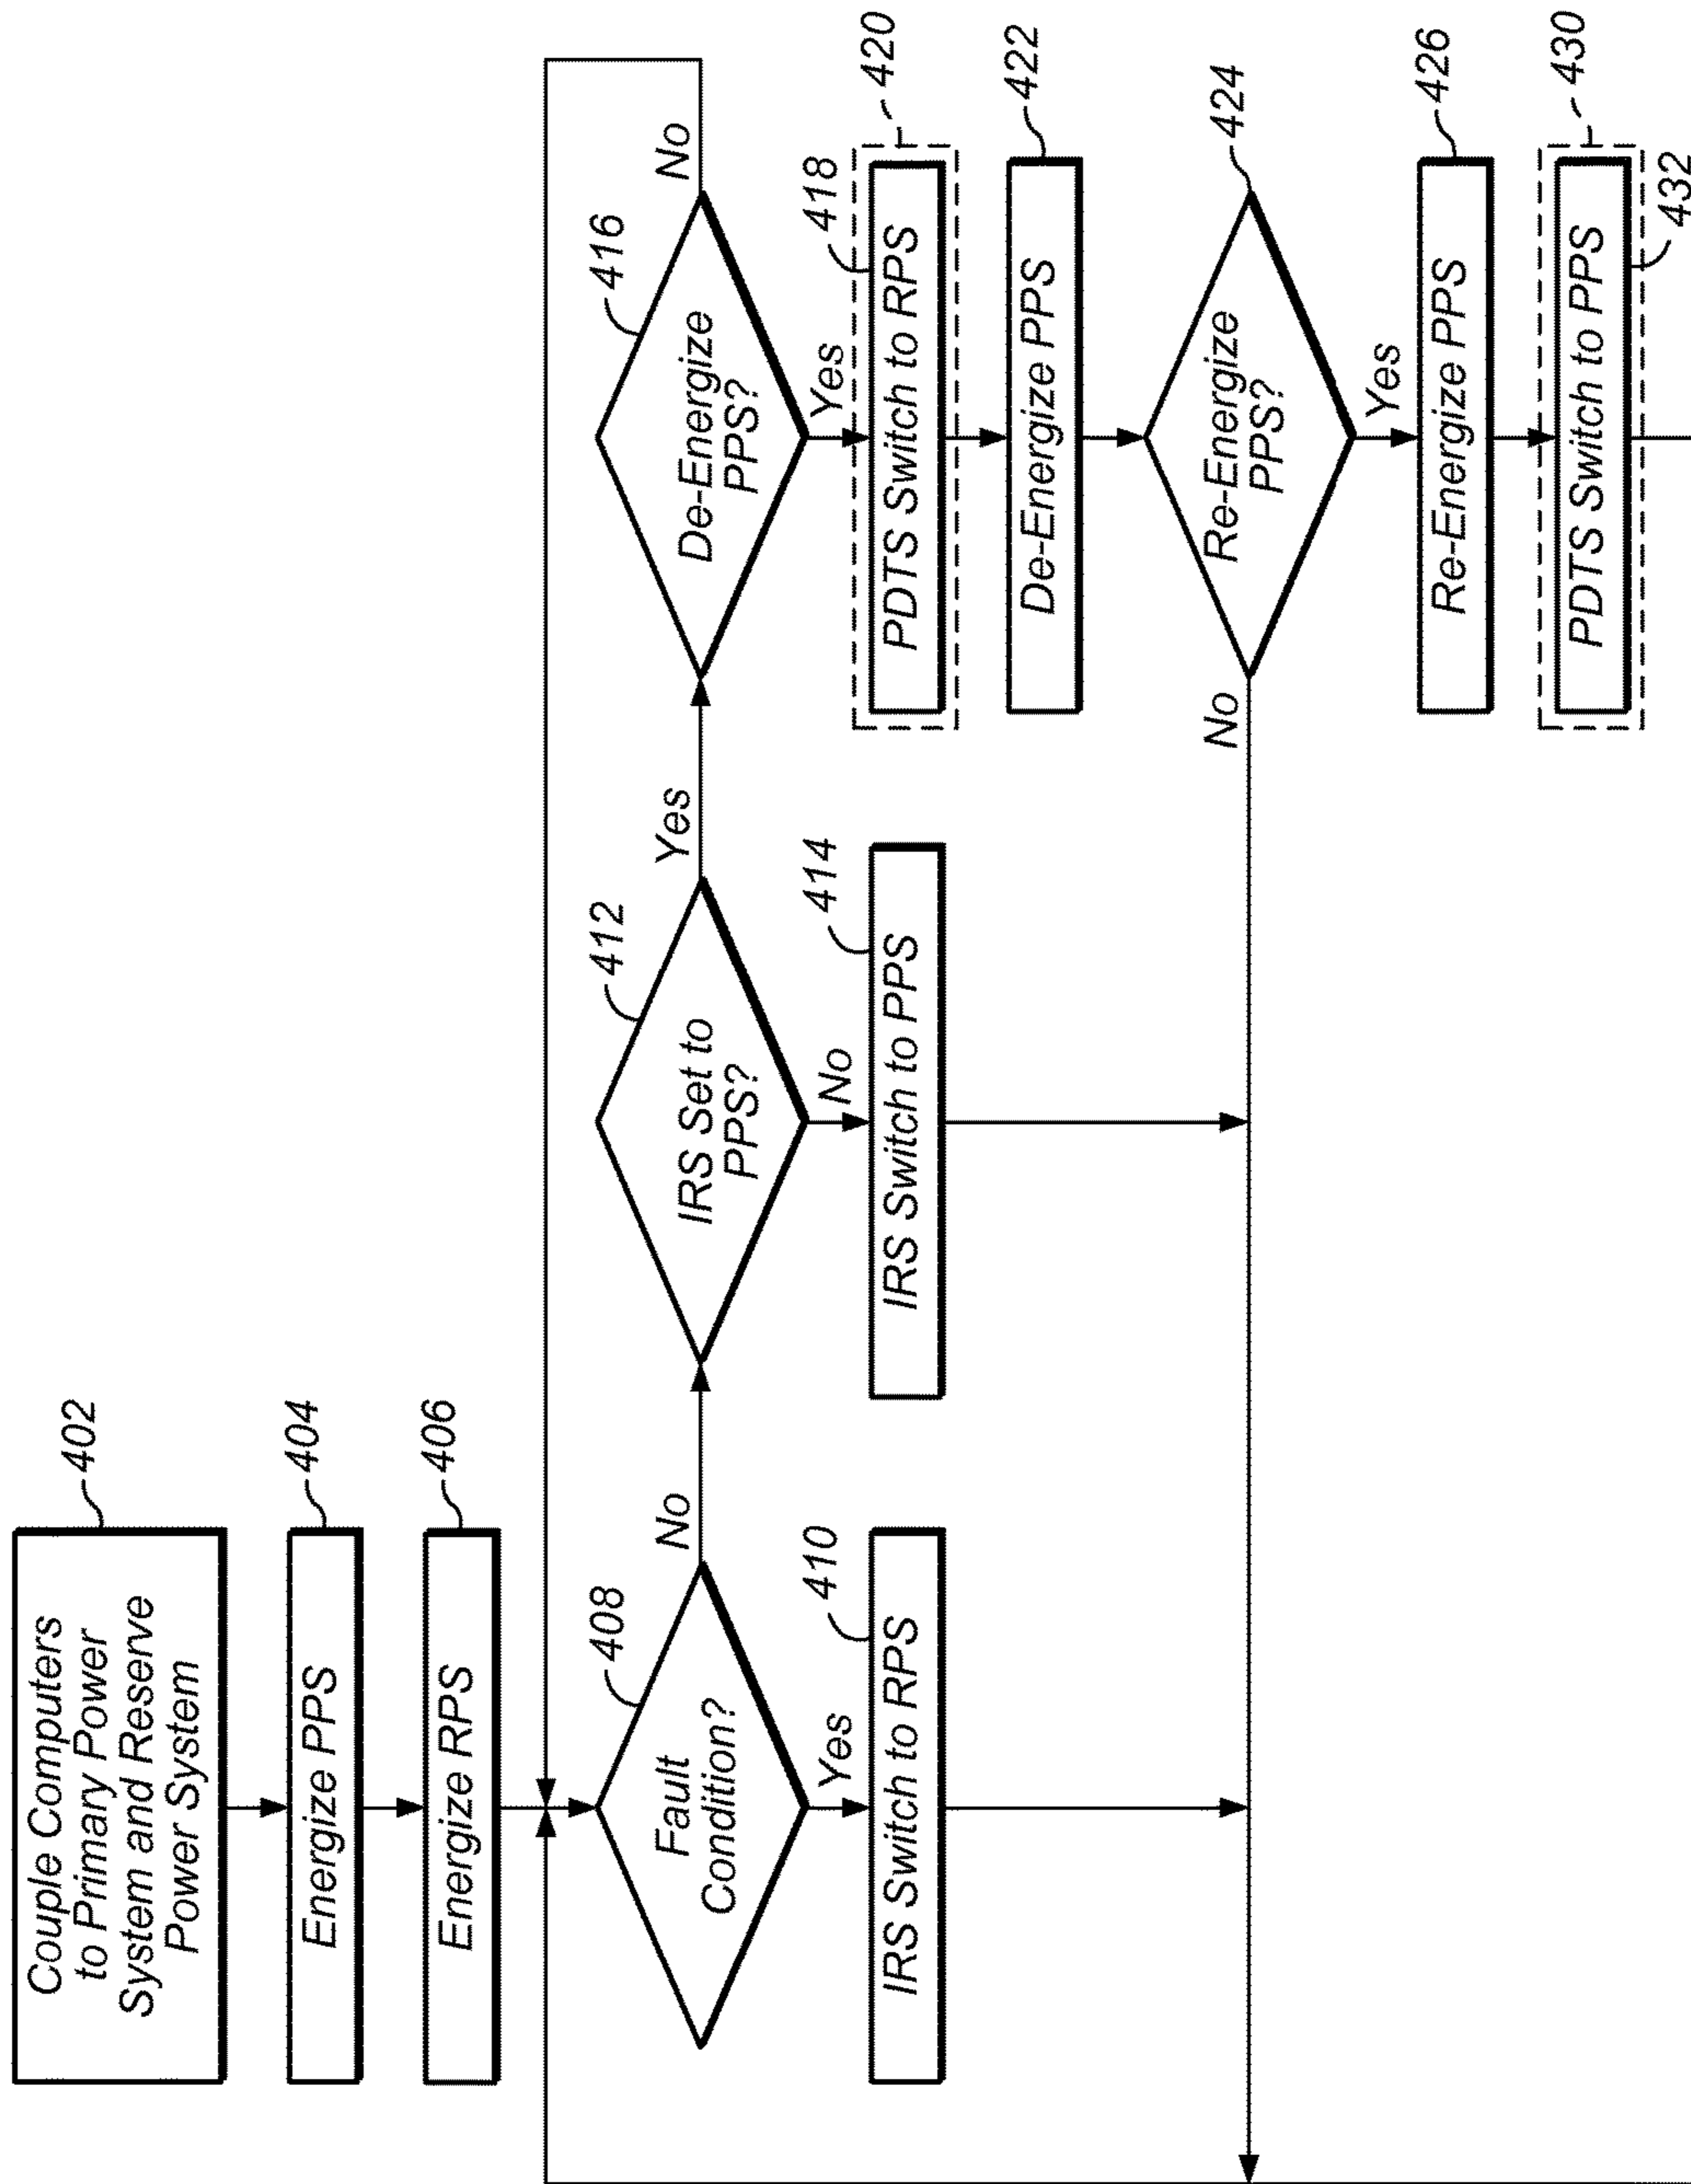 Couple Computers
to Primary Power
System and Reserve
Power System
402
Energize PPS
404
Energize RPS
406
Fault
Condition?
408
No
Yes
IRS Switch to RPS
410
IRS Set to
PPS?
412
Yes
No
IRS Switch to PPS
414
De-Energize
PPS?
416
No
Yes
PDTS Switch to RPS
418
420
De-Energize PPS
422
Re-Energize
PPS?
424
No
Yes
Re-Energize PPS
426
PDTS Switch to PPS
430
432